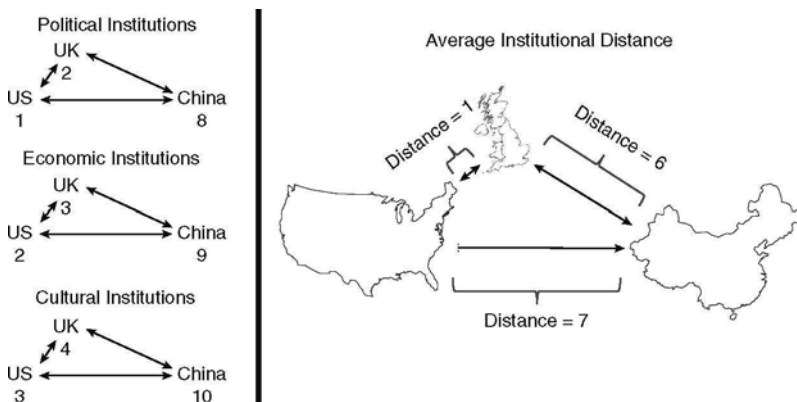 Political Institutions
UK
2
US
1
China
8
Economic Institutions
UK
3
US
2
China
9
Cultural Institutions
UK
4
US
3
China
10
Average Institutional Distance
Distance = 1
Distance = 6
Distance = 7